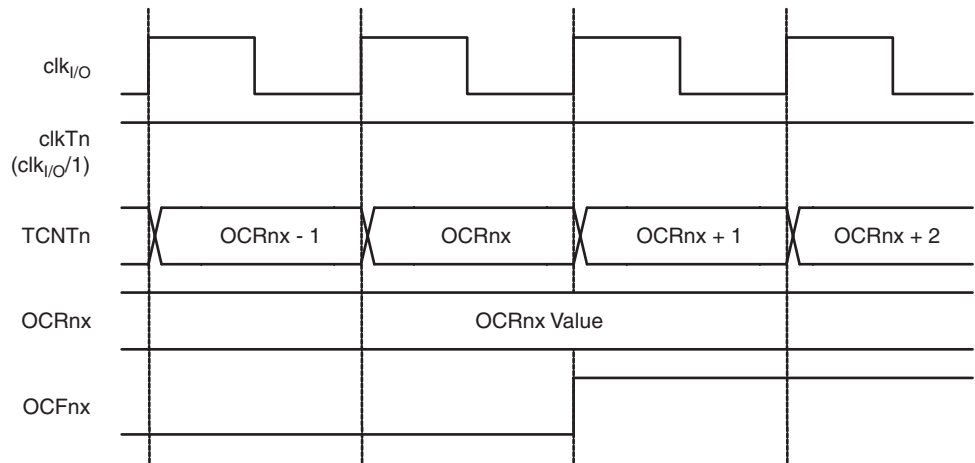 clkI/O
clkTn
(clkI/O/1)
TCNTn
OCRnx - 1
OCRnx
OCRnx + 1
OCRnx + 2
OCRnx
OCRnx Value
OCFnx